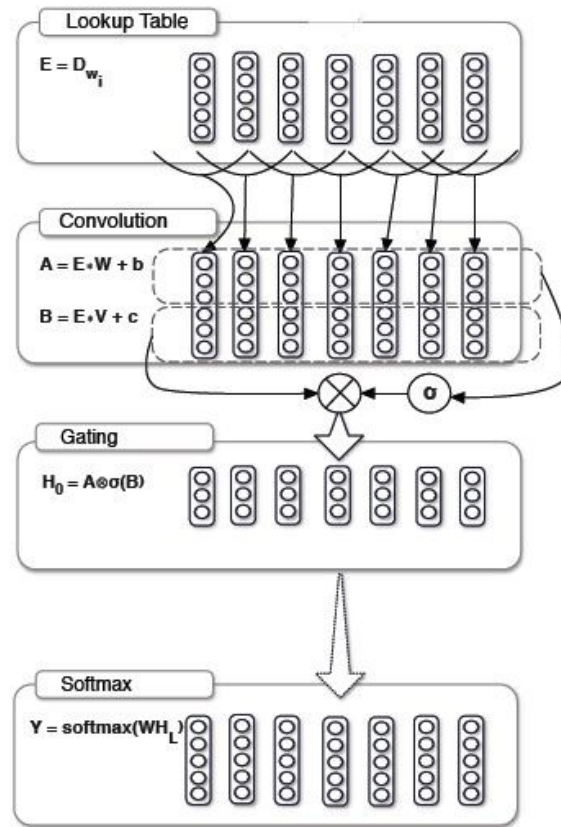 Lookup Table
E = D_{w_i}
Convolution
A = E*W + b
B = E*V + c
σ
Gating
H_0 = A⊗σ(B)
Softmax
Y = softmax(WH_L)